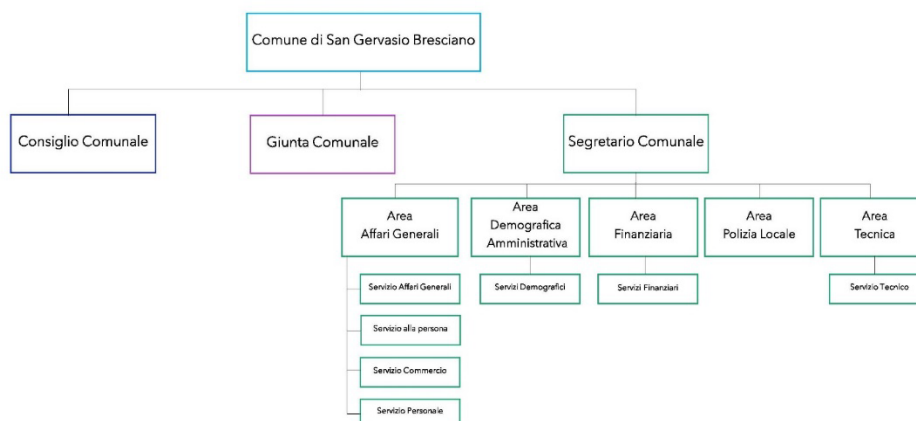 Comune di San Gervasio Bresciano
Consiglio Comunale
Giunta Comunale
Segretario Comunale
Area
Affari Generali
Area
Demografica
Amministrativa
Area
Finanziaria
Area
Polizia Locale
Area
Tecnica
Servizio Affari Generali
Servizi Demografici
Servizi Finanziari
Servizio Tecnico
Servizio alla persona
Servizio Commercio
Servizio Personale